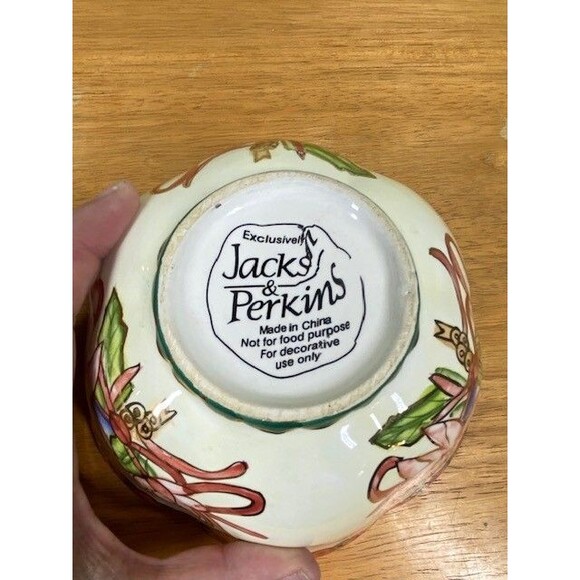 Exclusively
Jacks
&
Perkins
Made in China
Not for food purpose
For decorative
use only